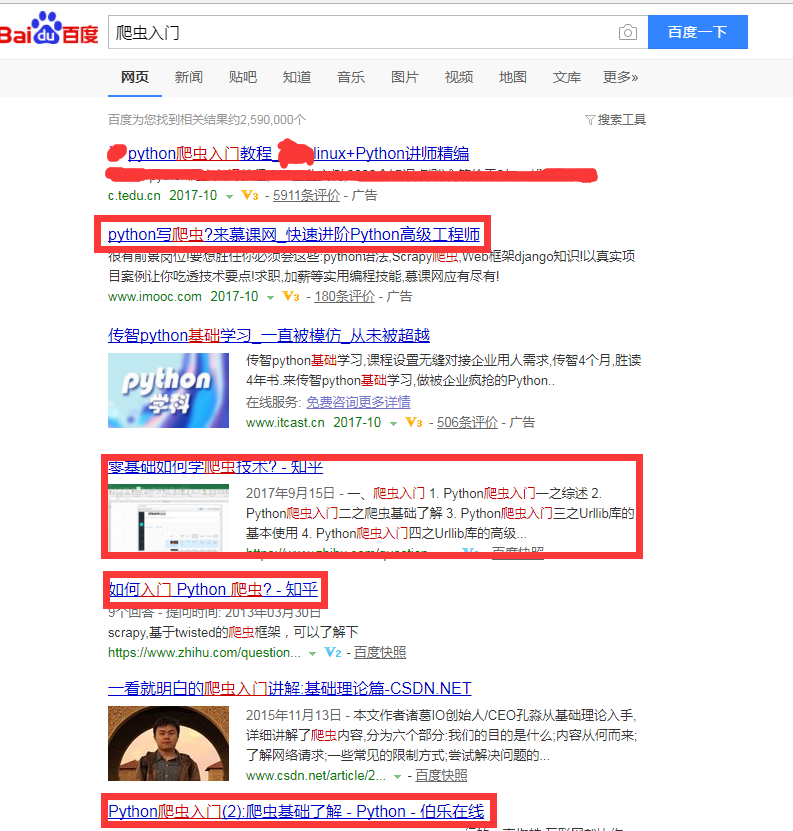 Baidu百度
爬虫入门
百度一下
网页 新闻 贴吧 知道 音乐 图片 视频 地图 文库 更多»
百度为您找到相关结果约2,590,000个
搜索工具
python爬虫入门教程_ linux+Python讲师精编
c.tedu.cn 2017-10 V3 - 5911条评价 - 广告
python写爬虫?来慕课网_快速进阶Python高级工程师
很有前景岗位!要想胜任你必须会这些:python语法,Scrapy爬虫,Web框架django知识!以真实项
目案例让你吃透技术要点!求职,加薪等实用编程技能,慕课网应有尽有!
www.imooc.com 2017-10 V3 - 180条评价 - 广告
传智python基础学习_一直被模仿_从未被超越
python
学科
传智python基础学习,课程设置无缝对接企业用人需求,传智4个月,胜读
4年书.来传智python基础学习,做被企业疯抢的Python..
在线服务: 免费咨询更多详情
www.itcast.cn 2017-10 V3 - 506条评价 - 广告
零基础如何学爬虫技术? - 知乎
2017年9月15日 - 一、爬虫入门 1. Python爬虫入门一之综述 2.
Python爬虫入门二之爬虫基础了解 3. Python爬虫入门三之Urllib库的
基本使用 4. Python爬虫入门四之Urllib库的高级...
https://www.zhihu.com/question... - 百度快照
如何入门 Python 爬虫? - 知乎
9个回答 - 提问时间: 2013年03月30日
scrapy,基于twisted的爬虫框架，可以了解下
https://www.zhihu.com/question... V2 - 百度快照
一看就明白的爬虫入门讲解:基础理论篇-CSDN.NET
2015年11月13日 - 本文作者诸葛IO创始人/CEO孔淼从基础理论入手,
详细讲解了爬虫内容,分为六个部分:我们的目的是什么;内容从何而来;
了解网络请求;一些常见的限制方式;尝试解决问题的...
www.csdn.net/article/2... - 百度快照
Python爬虫入门(2):爬虫基础了解 - Python - 伯乐在线